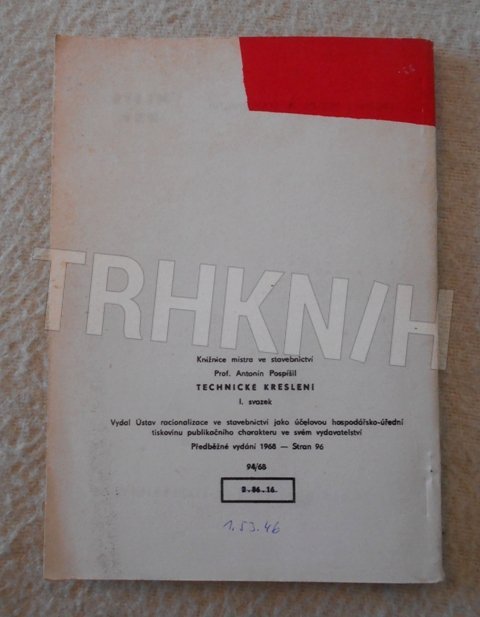 TRHKNIH
Knižnice mistra ve stavebnictví
Prof. Antonín Pospíšil
TECHNICKÉ KRESLENÍ
I. svazek
Vydal Ústav racionalizace ve stavebnictví jako účelovou hospodářsko-úřední
tiskovinu publikačního charakteru ve svém vydavatelství
Předběžné vydání 1968 — Stran 96
94/68
1.53.46